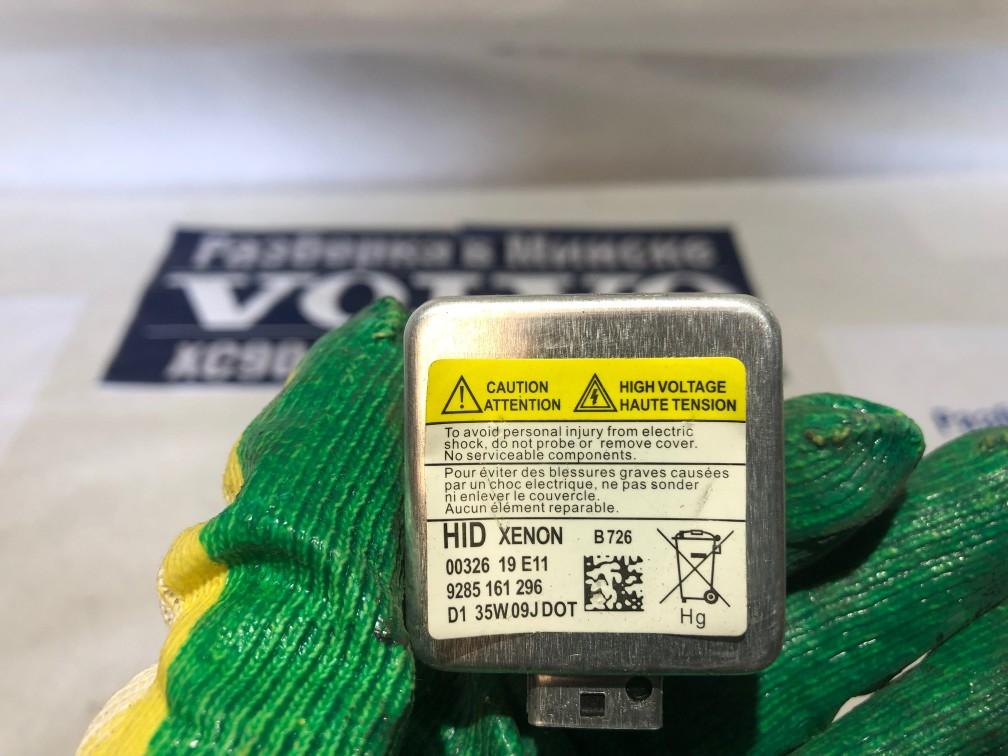 Разборка в Минске
VOLVO
XC90
CAUTION
ATTENTION
HIGH VOLTAGE
HAUTE TENSION
To avoid personal injury from electric
shock, do not probe or remove cover.
No serviceable components.
Pour éviter des blessures graves causées
par un choc electrique, ne pas sonder
ni enlever le couvercle.
Aucun élément reparable.
HID XENON B726
00326 19 E11
9285 161 296
D1 35W 09J DOT
Hg